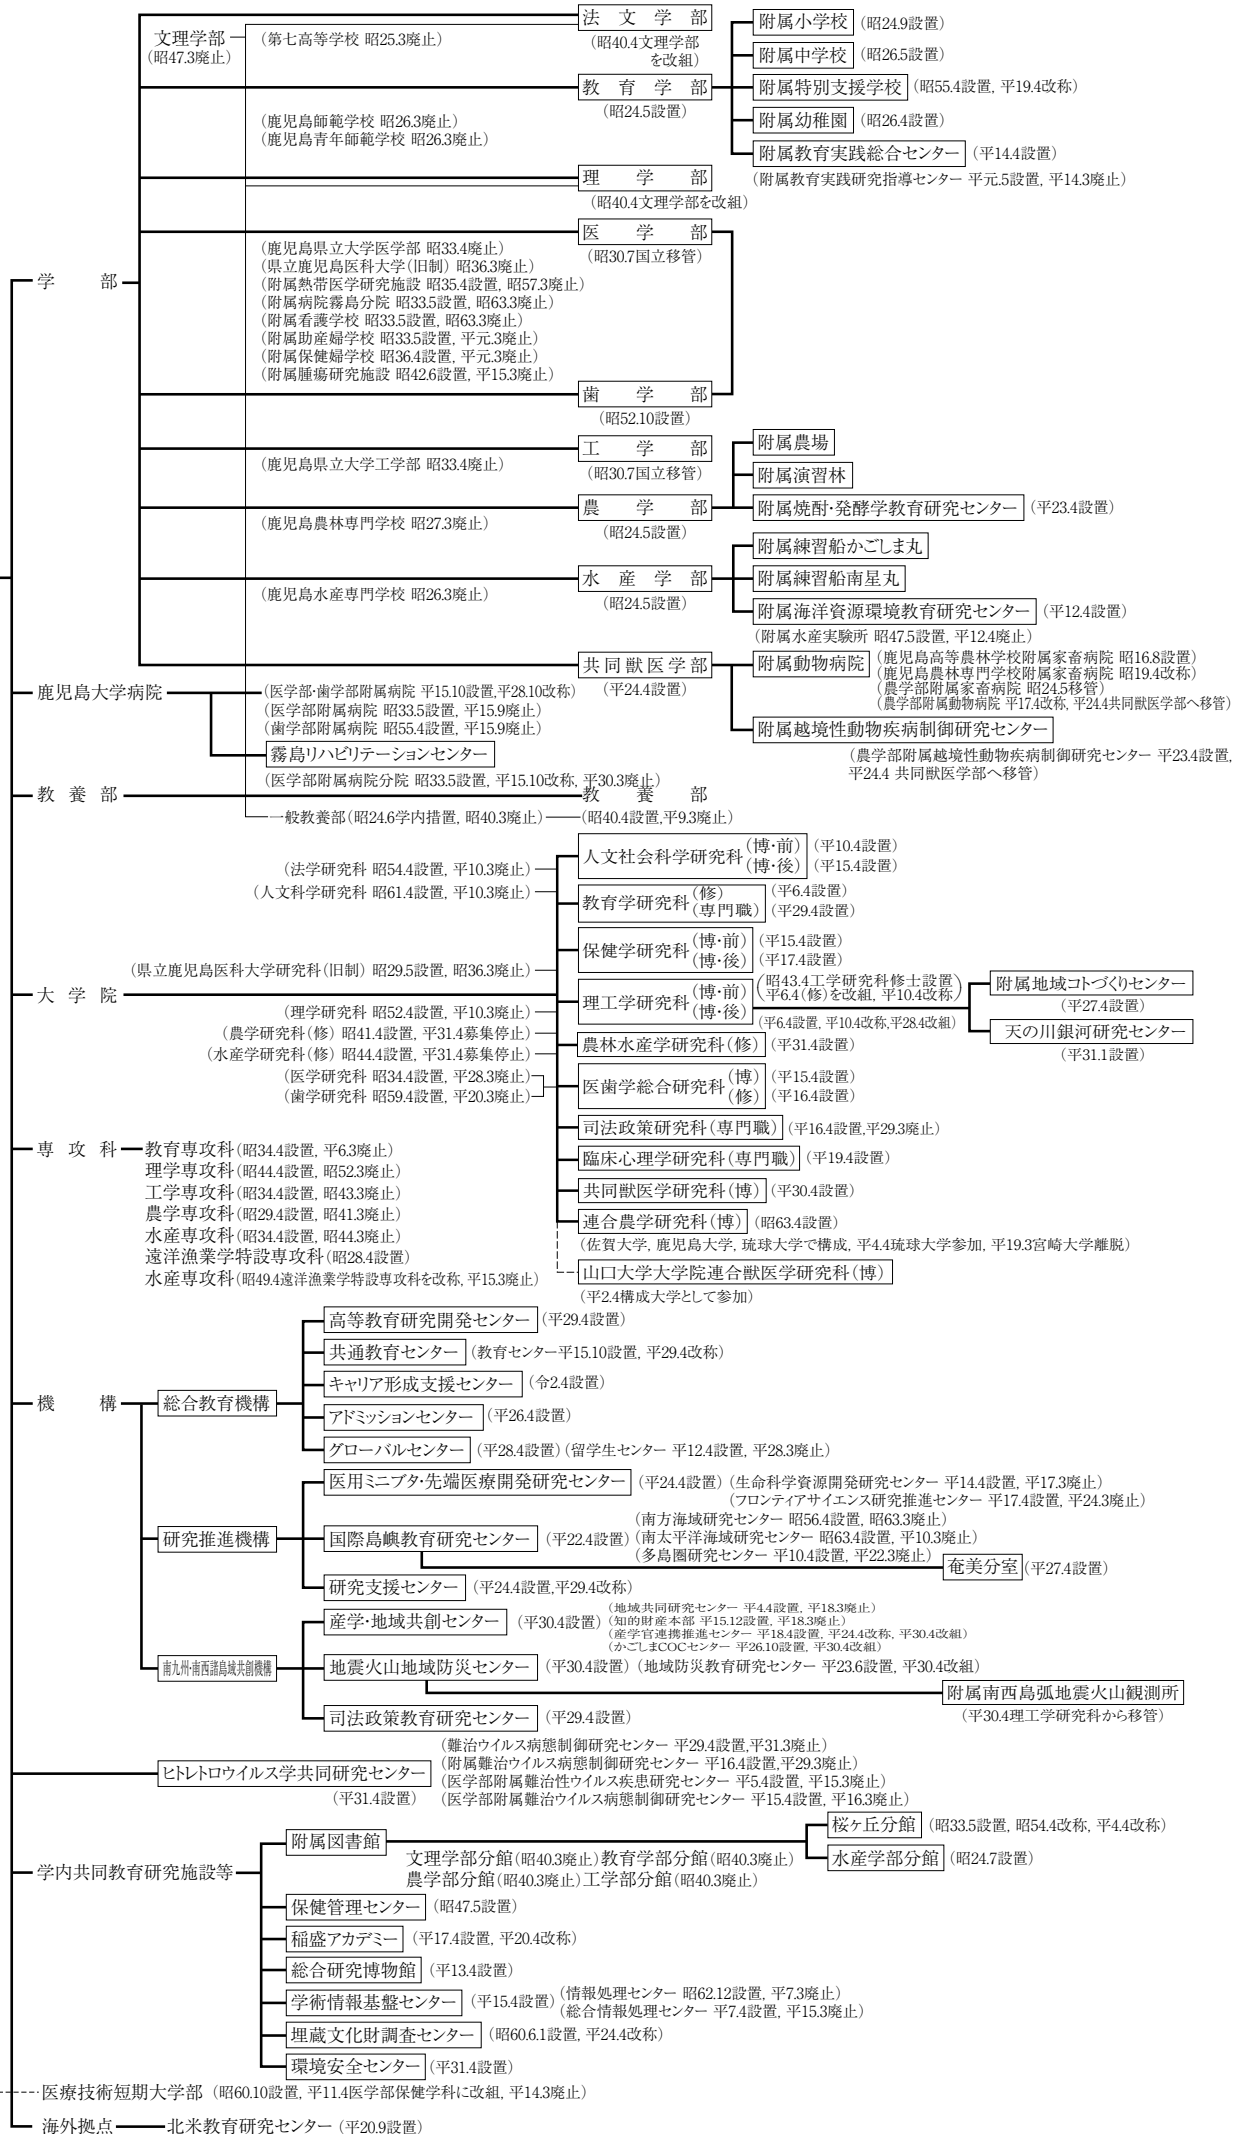 法文学部
(昭40.4文理学部
を改組)
文理学部
(昭47.3廃止)
(第七高等学校 昭25.3廃止)
附属小学校 (昭24.9設置)
附属中学校 (昭26.5設置)
教育学部
(昭24.5設置)
附属特別支援学校 (昭55.4設置, 平19.4改称)
(鹿児島師範学校 昭26.3廃止)
(鹿児島青年師範学校 昭26.3廃止)
附属幼稚園 (昭26.4設置)
附属教育実践総合センター (平14.4設置)
(附属教育実践研究指導センター 平元.5設置, 平14.3廃止)
理学部
(昭40.4文理学部を改組)
医学部
(昭30.7国立移管)
(鹿児島県立大学医学部 昭33.4廃止)
(県立鹿児島医科大学(旧制) 昭36.3廃止)
(附属熱帯医学研究施設 昭35.4設置, 昭57.3廃止)
(附属病院霧島分院 昭33.5設置, 昭63.3廃止)
(附属看護学校 昭33.5設置, 昭63.3廃止)
(附属助産婦学校 昭33.5設置, 平元.3廃止)
(附属保健婦学校 昭36.4設置, 平元.3廃止)
(附属腫瘍研究施設 昭42.6設置, 平15.3廃止)
学部
歯学部
(昭52.10設置)
工学部
(昭30.7国立移管)
(鹿児島県立大学工学部 昭33.4廃止)
附属農場
附属演習林
農学部
(昭24.5設置)
附属焼酎・発酵学教育研究センター (平23.4設置)
(鹿児島農林専門学校 昭27.3廃止)
附属練習船かごしま丸
水産学部
(昭24.5設置)
附属練習船南星丸
(鹿児島水産専門学校 昭26.3廃止)
附属海洋資源環境教育研究センター (平12.4設置)
(附属水産実験所 昭47.5設置, 平12.4廃止)
共同獣医学部
(平24.4設置)
附属動物病院
(鹿児島高等農林学校附属家畜病院 昭16.8設置)
(鹿児島農林専門学校附属家畜病院 昭19.4改称)
(農学部附属家畜病院 昭24.5移管)
(農学部附属動物病院 平17.4改称, 平24.4共同獣医学部へ移管)
附属越境性動物疾病制御研究センター
(農学部附属越境性動物疾病制御研究センター 平23.4設置,
平24.4 共同獣医学部へ移管)
鹿児島大学病院
(医学部・歯学部附属病院 平15.10設置,平28.10改称)
(医学部附属病院 昭33.5設置, 平15.9廃止)
(歯学部附属病院 昭55.4設置, 平15.9廃止)
霧島リハビリテーションセンター
(医学部附属病院分院 昭33.5設置, 平15.10改称, 平30.3廃止)
教養部
教養部
一般教養部(昭24.6学内措置, 昭40.3廃止)
(昭40.4設置,平9.3廃止)
人文社会科学研究科
(博・前) (平10.4設置)
(博・後) (平15.4設置)
(法学研究科 昭54.4設置, 平10.3廃止)
(人文科学研究科 昭61.4設置, 平10.3廃止)
教育学研究科
(修) (平6.4設置)
(専門職) (平29.4設置)
保健学研究科
(博・前) (平15.4設置)
(博・後) (平17.4設置)
(県立鹿児島医科大学研究科(旧制) 昭29.5設置, 昭36.3廃止)
大学院
理工学研究科
(博・前)
(昭43.4工学研究科修士設置
平6.4(修)を改組, 平10.4改称)
(博・後)
(平6.4設置, 平10.4改称,平28.4改組)
附属地域コトづくりセンター
(平27.4設置)
天の川銀河研究センター
(平31.1設置)
(理学研究科 昭52.4設置, 平10.3廃止)
(農学研究科(修) 昭41.4設置, 平31.4募集停止)
(水産学研究科(修) 昭44.4設置, 平31.4募集停止)
農林水産学研究科(修) (平31.4設置)
(医学研究科 昭34.4設置, 平28.3廃止)
(歯学研究科 昭59.4設置, 平20.3廃止)
医歯学総合研究科
(博) (平15.4設置)
(修) (平16.4設置)
司法政策研究科(専門職) (平16.4設置,平29.3廃止)
臨床心理学研究科(専門職) (平19.4設置)
共同獣医学研究科(博) (平30.4設置)
連合農学研究科(博) (昭63.4設置)
(佐賀大学, 鹿児島大学, 琉球大学で構成, 平4.4琉球大学参加, 平19.3宮崎大学離脱)
山口大学大学院連合獣医学研究科(博)
(平2.4構成大学として参加)
専攻科
教育専攻科(昭34.4設置, 平6.3廃止)
理学専攻科(昭44.4設置, 昭52.3廃止)
工学専攻科(昭34.4設置, 昭43.3廃止)
農学専攻科(昭29.4設置, 昭41.3廃止)
水産専攻科(昭34.4設置, 昭44.3廃止)
遠洋漁業学特設専攻科(昭28.4設置)
水産専攻科(昭49.4遠洋漁業学特設専攻科を改称, 平15.3廃止)
機構
総合教育機構
高等教育研究開発センター (平29.4設置)
共通教育センター (教育センター平15.10設置, 平29.4改称)
キャリア形成支援センター (令2.4設置)
アドミッションセンター (平26.4設置)
グローバルセンター (平28.4設置)(留学生センター 平12.4設置, 平28.3廃止)
研究推進機構
医用ミニブタ・先端医療開発研究センター (平24.4設置)(生命科学資源開発研究センター 平14.4設置, 平17.3廃止)
(フロンティアサイエンス研究推進センター 平17.4設置, 平24.3廃止)
国際島嶼教育研究センター (平22.4設置)
(南方海域研究センター 昭56.4設置, 昭63.3廃止)
(南太平洋海域研究センター 昭63.4設置, 平10.3廃止)
(多島圏研究センター 平10.4設置, 平22.3廃止)
奄美分室 (平27.4設置)
研究支援センター (平24.4設置,平29.4改称)
南九州・南西諸島域共創機構
産学・地域共創センター (平30.4設置)
(地域共同研究センター 平4.4設置, 平18.3廃止)
(知的財産本部 平15.12設置, 平18.3廃止)
(産学官連携推進センター 平18.4設置, 平24.4改称, 平30.4改組)
(かごしまCOCセンター 平26.10設置, 平30.4改組)
地震火山地域防災センター (平30.4設置)(地域防災教育研究センター 平23.6設置, 平30.4改組)
附属南西島弧地震火山観測所
(平30.4理工学研究科から移管)
司法政策教育研究センター (平29.4設置)
ヒトレトロウイルス学共同研究センター
(平31.4設置)
(難治ウイルス病態制御研究センター 平29.4設置,平31.3廃止)
(附属難治ウイルス病態制御研究センター 平16.4設置,平29.3廃止)
(医学部附属難治性ウイルス疾患研究センター 平5.4設置, 平15.3廃止)
(医学部附属難治ウイルス病態制御研究センター 平15.4設置, 平16.3廃止)
学内共同教育研究施設等
附属図書館
桜ヶ丘分館 (昭33.5設置, 昭54.4改称, 平4.4改称)
水産学部分館 (昭24.7設置)
文理学部分館(昭40.3廃止)教育学部分館(昭40.3廃止)
農学部分館(昭40.3廃止)工学部分館(昭40.3廃止)
保健管理センター (昭47.5設置)
稲盛アカデミー (平17.4設置, 平20.4改称)
総合研究博物館 (平13.4設置)
学術情報基盤センター (平15.4設置)
(情報処理センター 昭62.12設置, 平7.3廃止)
(総合情報処理センター 平7.4設置, 平15.3廃止)
埋蔵文化財調査センター (昭60.6.1設置, 平24.4改称)
環境安全センター (平31.4設置)
医療技術短期大学部 (昭60.10設置, 平11.4医学部保健学科に改組, 平14.3廃止)
海外拠点
北米教育研究センター (平20.9設置)